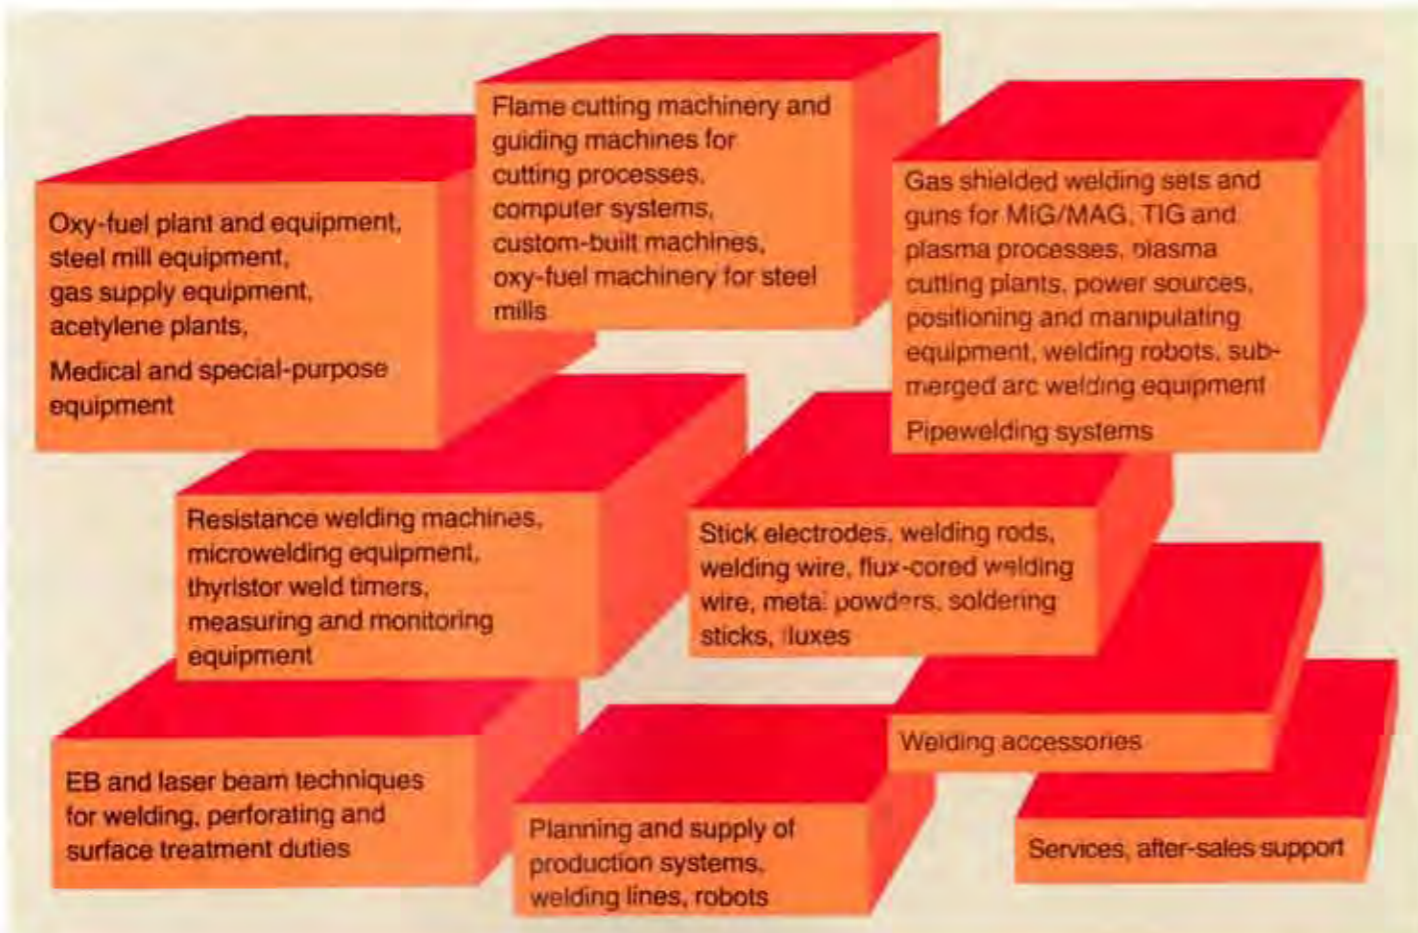 Oxy-fuel plant and equipment,
steel mill equipment,
gas supply equipment,
acetylene plants,
Medical and special-purpose
equipment
Flame cutting machinery and
guiding machines for
cutting processes,
computer systems,
custom-built machines,
oxy-fuel machinery for steel
mills
Gas shielded welding sets and
guns for MIG/MAG, TIG and
plasma processes, plasma
cutting plants, power sources,
positioning and manipulating
equipment, welding robots, sub-
merged arc welding equipment
Pipewelding systems
Resistance welding machines,
microwelding equipment,
thyristor weld timers,
measuring and monitoring
equipment
Stick electrodes, welding rods,
welding wire, flux-cored welding
wire, metal powders, soldering
sticks, fluxes
EB and laser beam techniques
for welding, perforating and
surface treatment duties
Planning and supply of
production systems,
welding lines, robots
Welding accessories
Services, after-sales support